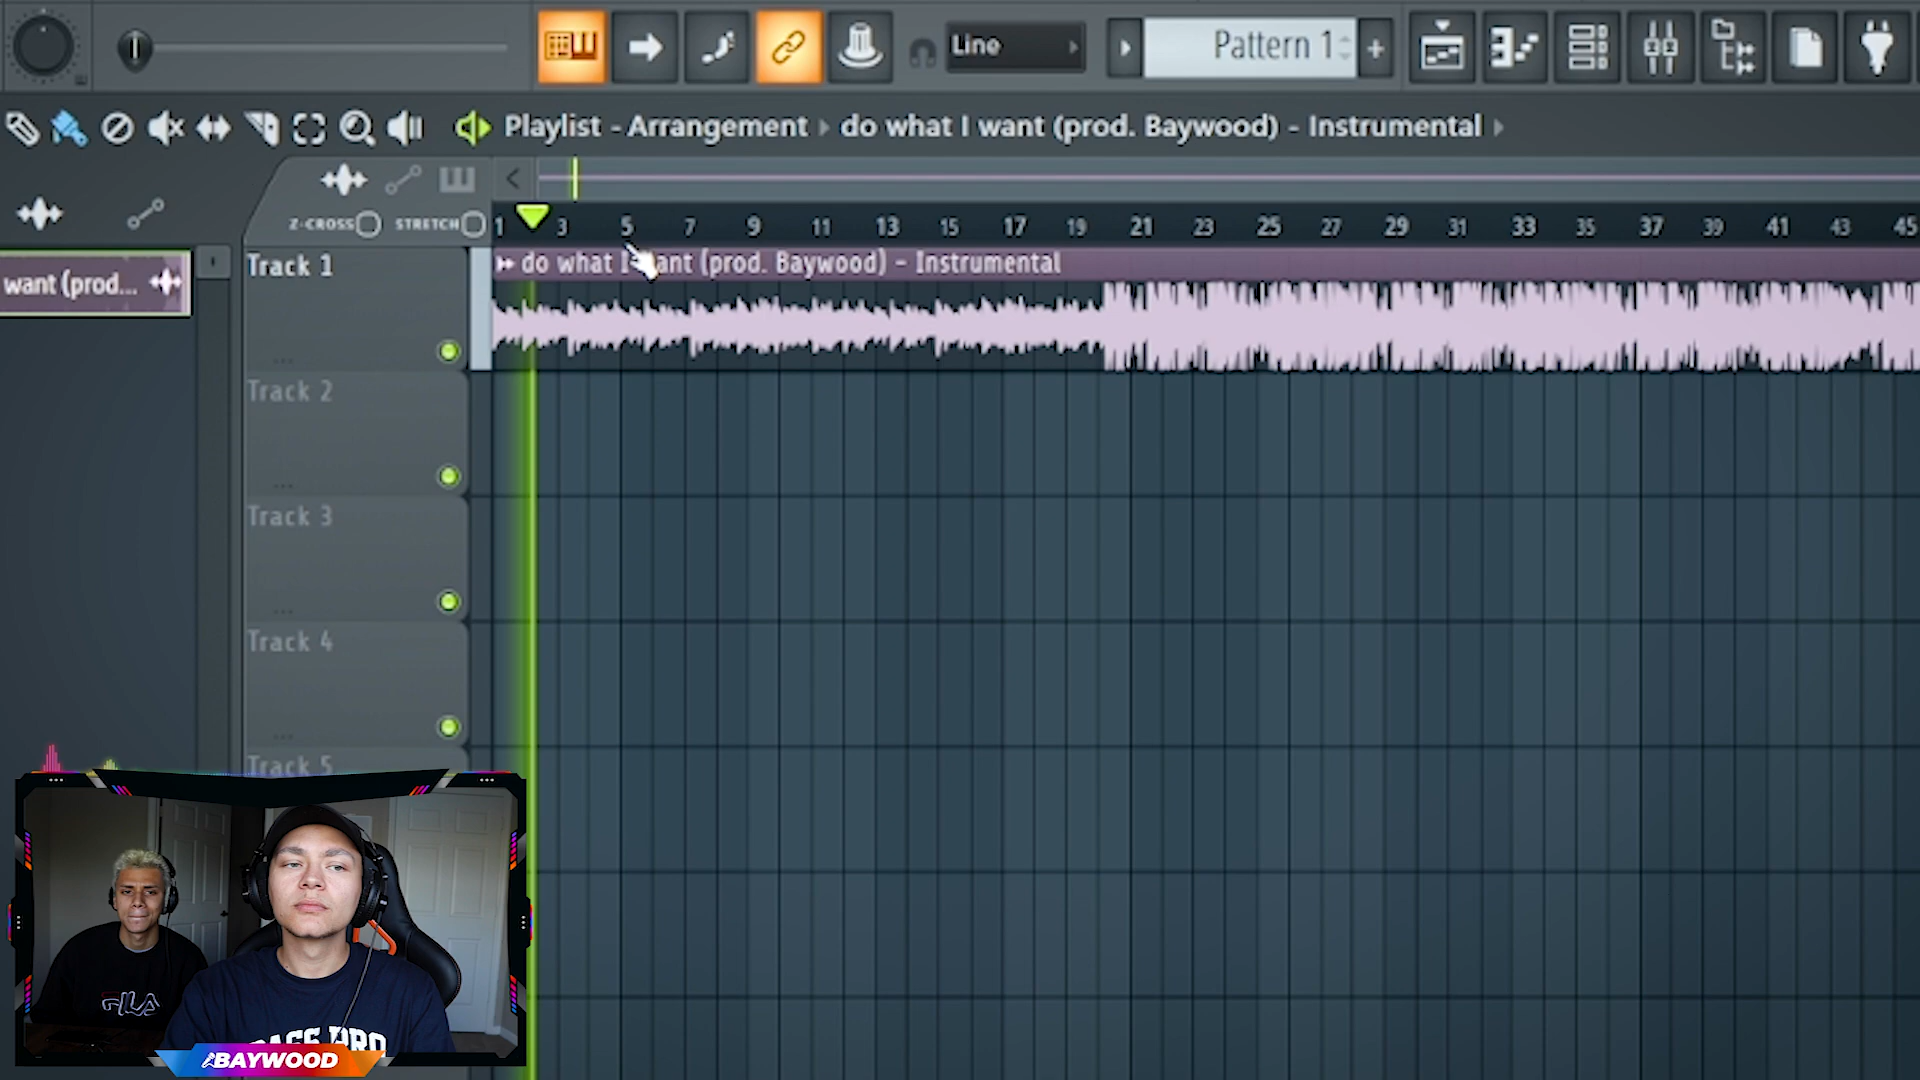 Line
Pattern 1
+
Playlist - Arrangement
do what I want (prod. Baywood) - Instrumental
Z-CROSS
STRETCH
1 3 5 7 9 11 13 15 17 19 21 23 25 27 29 31 33 35 37 39 41 43 45
want (prod...
Track 1
do what I want (prod. Baywood) - Instrumental
Track 2
Track 3
Track 4
Track 5
FILA
BAYWOOD